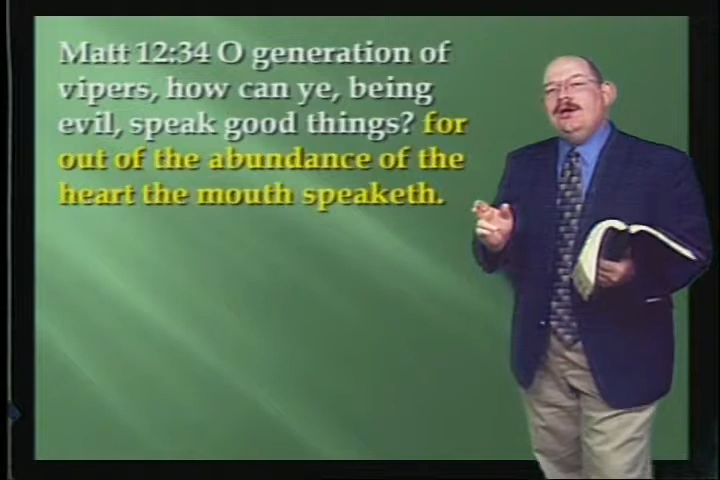 Matt 12:34 O generation of
vipers, how can ye, being
evil, speak good things? for
out of the abundance of the
heart the mouth speaketh.